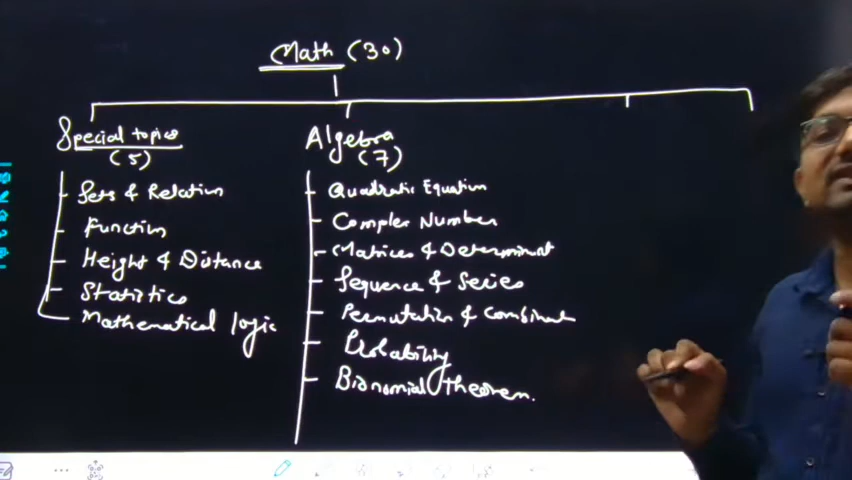 Math (30)
Special topics
(5)
Sets & Relation
Function
Height & Distance
Statistics
Mathematical logic
Algebra
(7)
Quadratic Equation
Complex Number
Matrices & Determinant
Sequence & Series
Permutation & Combinat
Probability
Binomial theorem.